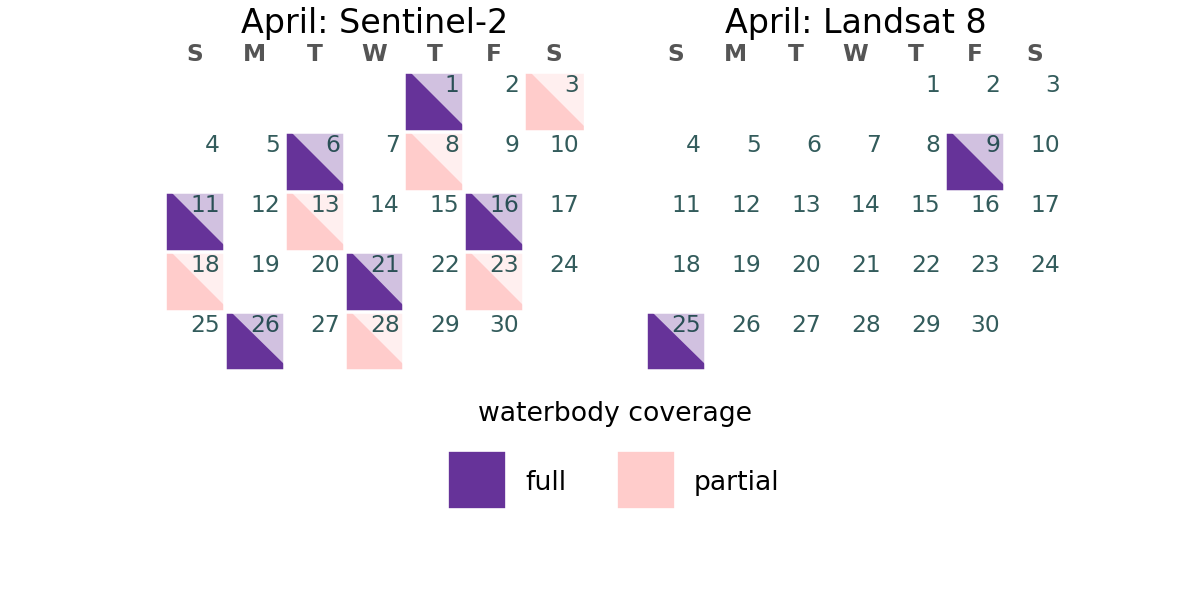 April: Sentinel-2
S M T W T F S
1 2 3
4 5 6 7 8 9 10
11 12 13 14 15 16 17
18 19 20 21 22 23 24
25 26 27 28 29 30
April: Landsat 8
S M T W T F S
1 2 3
4 5 6 7 8 9 10
11 12 13 14 15 16 17
18 19 20 21 22 23 24
25 26 27 28 29 30
waterbody coverage
full partial